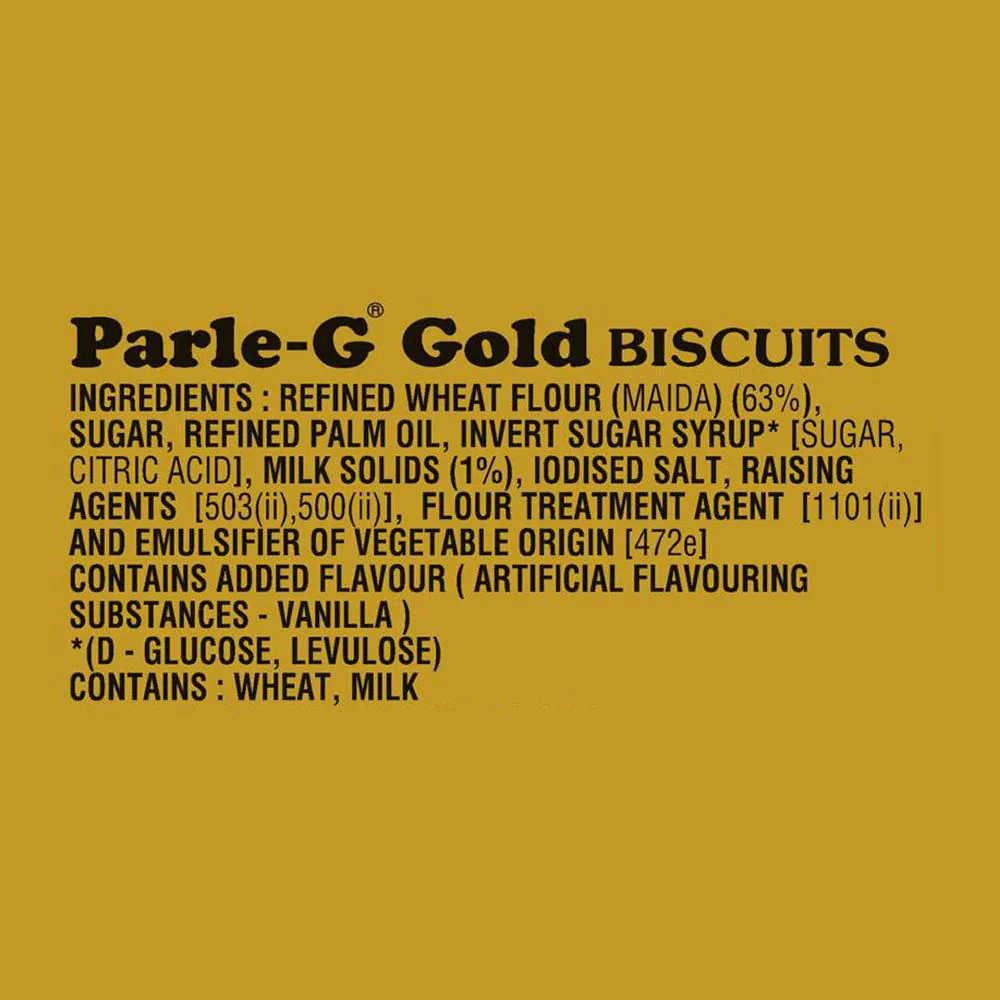 Parle-G® Gold BISCUITS
INGREDIENTS : REFINED WHEAT FLOUR (MAIDA) (63%),
SUGAR, REFINED PALM OIL, INVERT SUGAR SYRUP* [SUGAR,
CITRIC ACID], MILK SOLIDS (1%), IODISED SALT, RAISING
AGENTS [503(ii),500(ii)], FLOUR TREATMENT AGENT [1101(ii)]
AND EMULSIFIER OF VEGETABLE ORIGIN [472e]
CONTAINS ADDED FLAVOUR ( ARTIFICIAL FLAVOURING
SUBSTANCES - VANILLA )
*(D - GLUCOSE, LEVULOSE)
CONTAINS : WHEAT, MILK